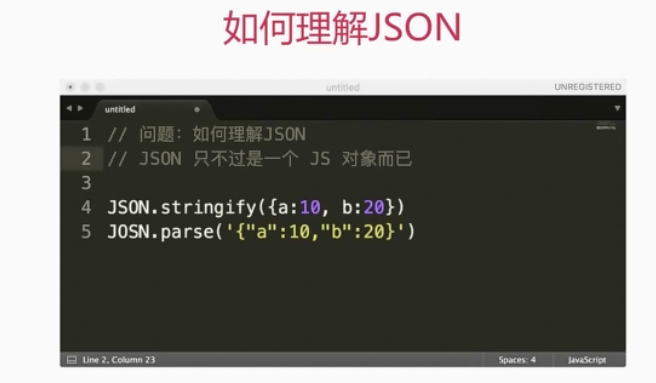 如何理解JSON
untitled
UNREGISTERED
untitled
1 // 问题：如何理解JSON
2 // JSON 只不过是一个 JS 对象而已
3
4 JSON.stringify({a:10, b:20})
5 JOSN.parse('{"a":10,"b":20}')
Line 2, Column 23
Spaces: 4
JavaScript